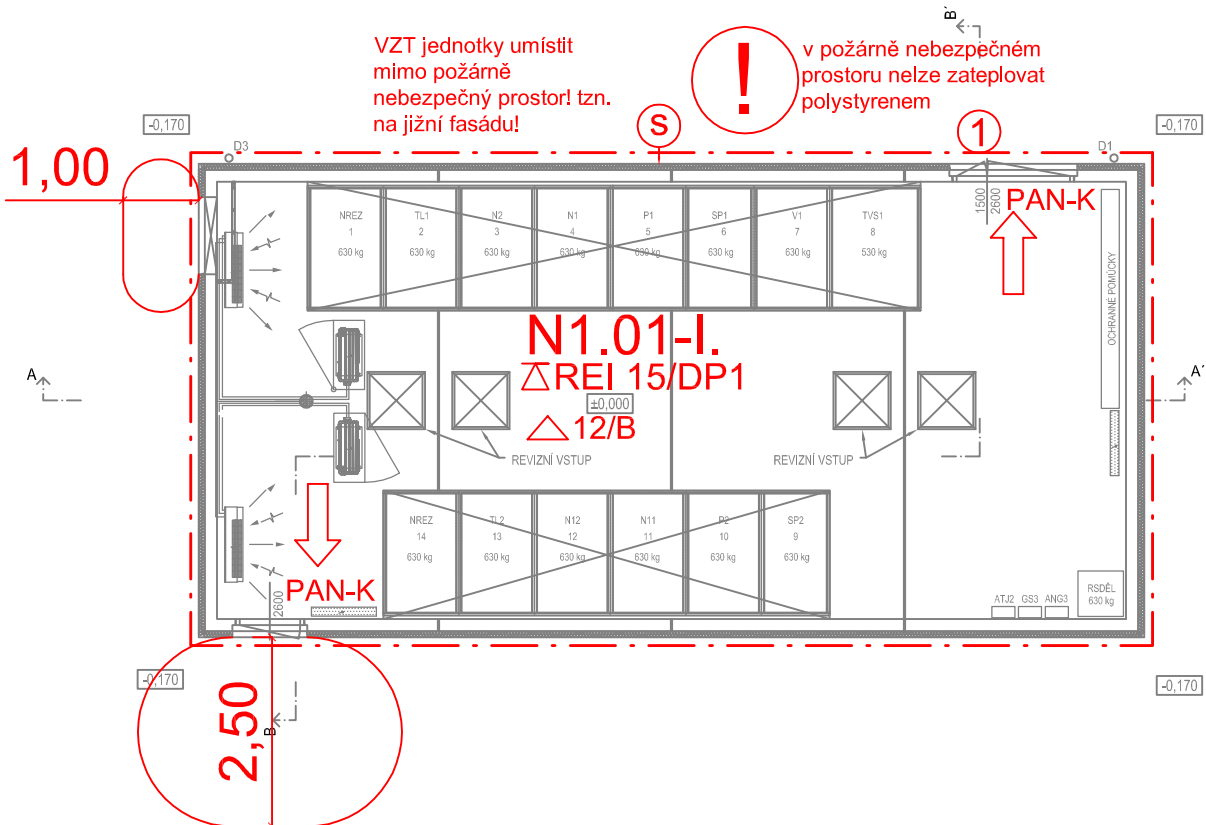 B'
VZT jednotky umístit
mimo požárně
nebezpečný prostor! tzn.
na jižní fasádu!
!
v požárně nebezpečném
prostoru nelze zateplovat
polystyrenem
-0,170
S
1
-0,170
D3
D1
1,00
1500
2600
PAN-K
NREZ
1
630 kg
TL1
2
630 kg
N2
3
630 kg
N1
4
630 kg
P1
5
630 kg
SP1
6
630 kg
V1
7
630 kg
TVS1
8
530 kg
OCHRANNÉ POMŮCKY
N1.01-I.
REI 15/DP1
±0,000
12/B
A
A'
REVIZNÍ VSTUP
REVIZNÍ VSTUP
NREZ
14
630 kg
TL2
13
630 kg
N12
12
630 kg
N11
11
630 kg
P2
10
630 kg
SP2
9
630 kg
PAN-K
2600
ATJ2
GS3
ANG3
RSDĚL
630 kg
-0,170
-0,170
2,50
B